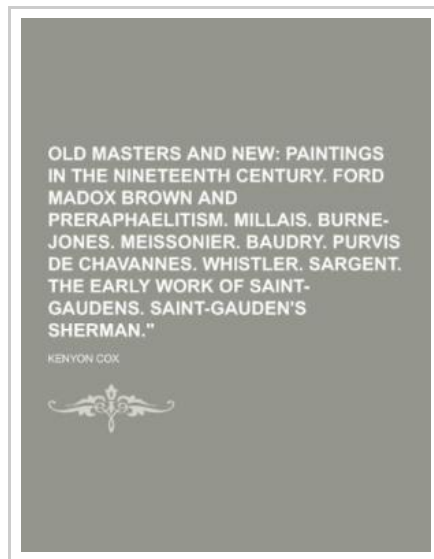 OLD MASTERS AND NEW: PAINTINGS
IN THE NINETEENTH CENTURY. FORD
MADOX BROWN AND
PRERAPHAELITISM. MILLAIS. BURNE-
JONES. MEISSONIER. BAUDRY. PURVIS
DE CHAVANNES. WHISTLER. SARGENT.
THE EARLY WORK OF SAINT-
GAUDENS. SAINT-GAUDEN'S
SHERMAN."
KENYON COX